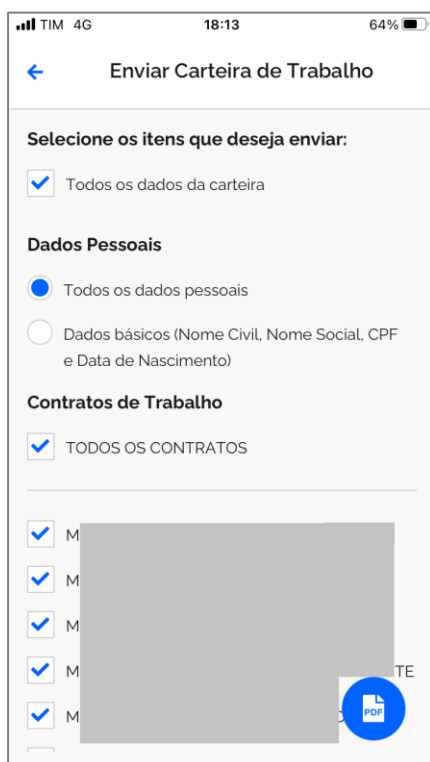 TIM 4G 18:13 64%
Enviar Carteira de Trabalho
Selecione os itens que deseja enviar:
Todos os dados da carteira
Dados Pessoais
Todos os dados pessoais
Dados básicos (Nome Civil, Nome Social, CPF
e Data de Nascimento)
Contratos de Trabalho
TODOS OS CONTRATOS
M
M
M
M TE
M
PDF